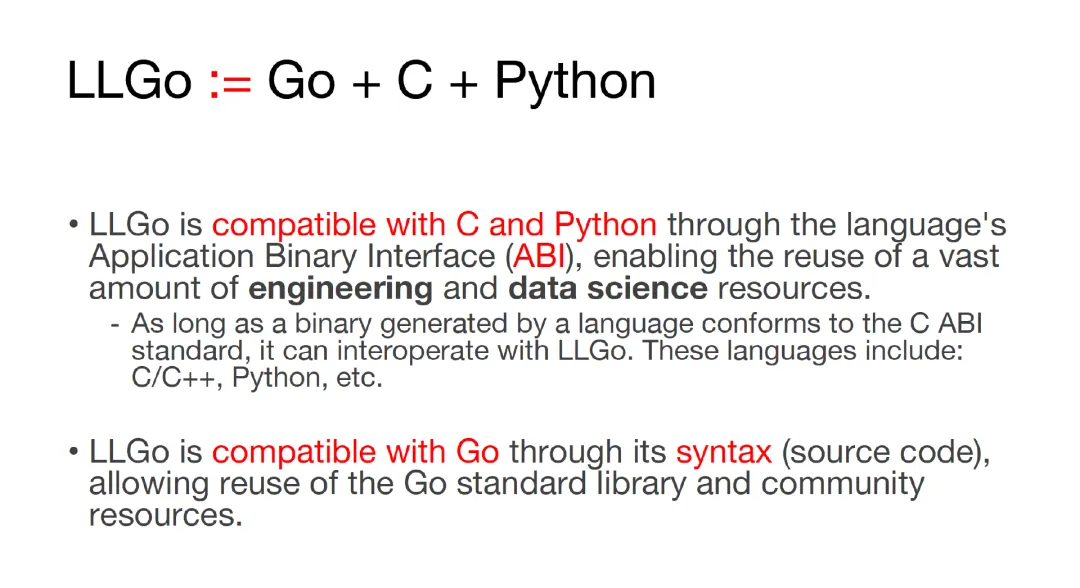 LLGo := Go + C + Python
• LLGo is compatible with C and Python through the language's
Application Binary Interface (ABI), enabling the reuse of a vast
amount of engineering and data science resources.
- As long as a binary generated by a language conforms to the C ABI
standard, it can interoperate with LLGo. These languages include:
C/C++, Python, etc.
• LLGo is compatible with Go through its syntax (source code),
allowing reuse of the Go standard library and community
resources.